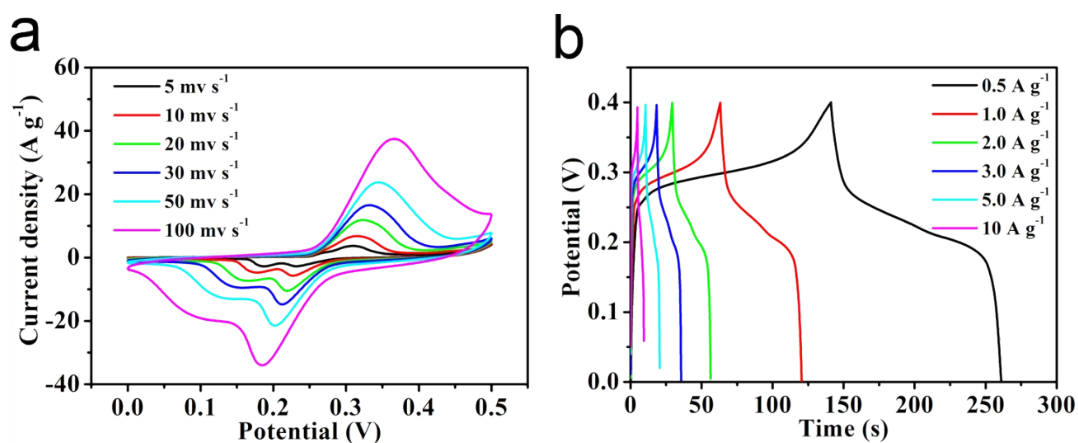 a
60
40
20
0
-20
-40
Current density (A g⁻¹)
5 mv s⁻¹
10 mv s⁻¹
20 mv s⁻¹
30 mv s⁻¹
50 mv s⁻¹
100 mv s⁻¹
0.0 0.1 0.2 0.3 0.4 0.5
Potential (V)
b
0.4
0.3
0.2
0.1
0.0
Potential (V)
0.5 A g⁻¹
1.0 A g⁻¹
2.0 A g⁻¹
3.0 A g⁻¹
5.0 A g⁻¹
10 A g⁻¹
0 50 100 150 200 250 300
Time (s)